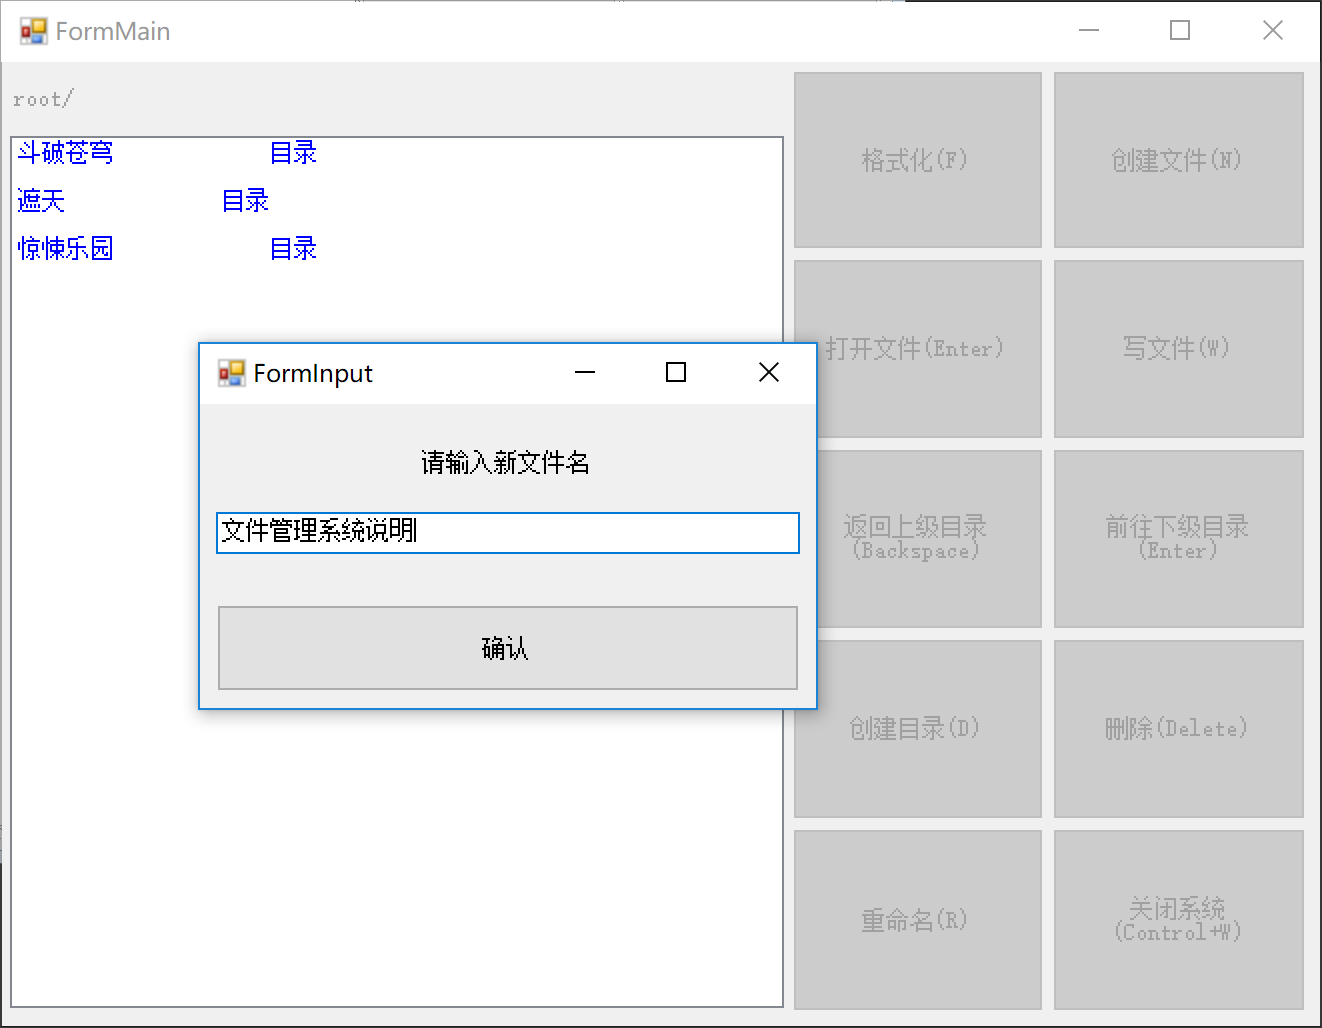 FormMain
root/
斗破苍穹 目录
遮天 目录
惊悚乐园 目录
格式化(F)
创建文件(N)
打开文件(Enter)
写文件(W)
返回上级目录
(Backspace)
前往下级目录
(Enter)
创建目录(D)
删除(Delete)
重命名(R)
关闭系统
(Control+W)
FormInput
请输入新文件名
文件管理系统说明
确认